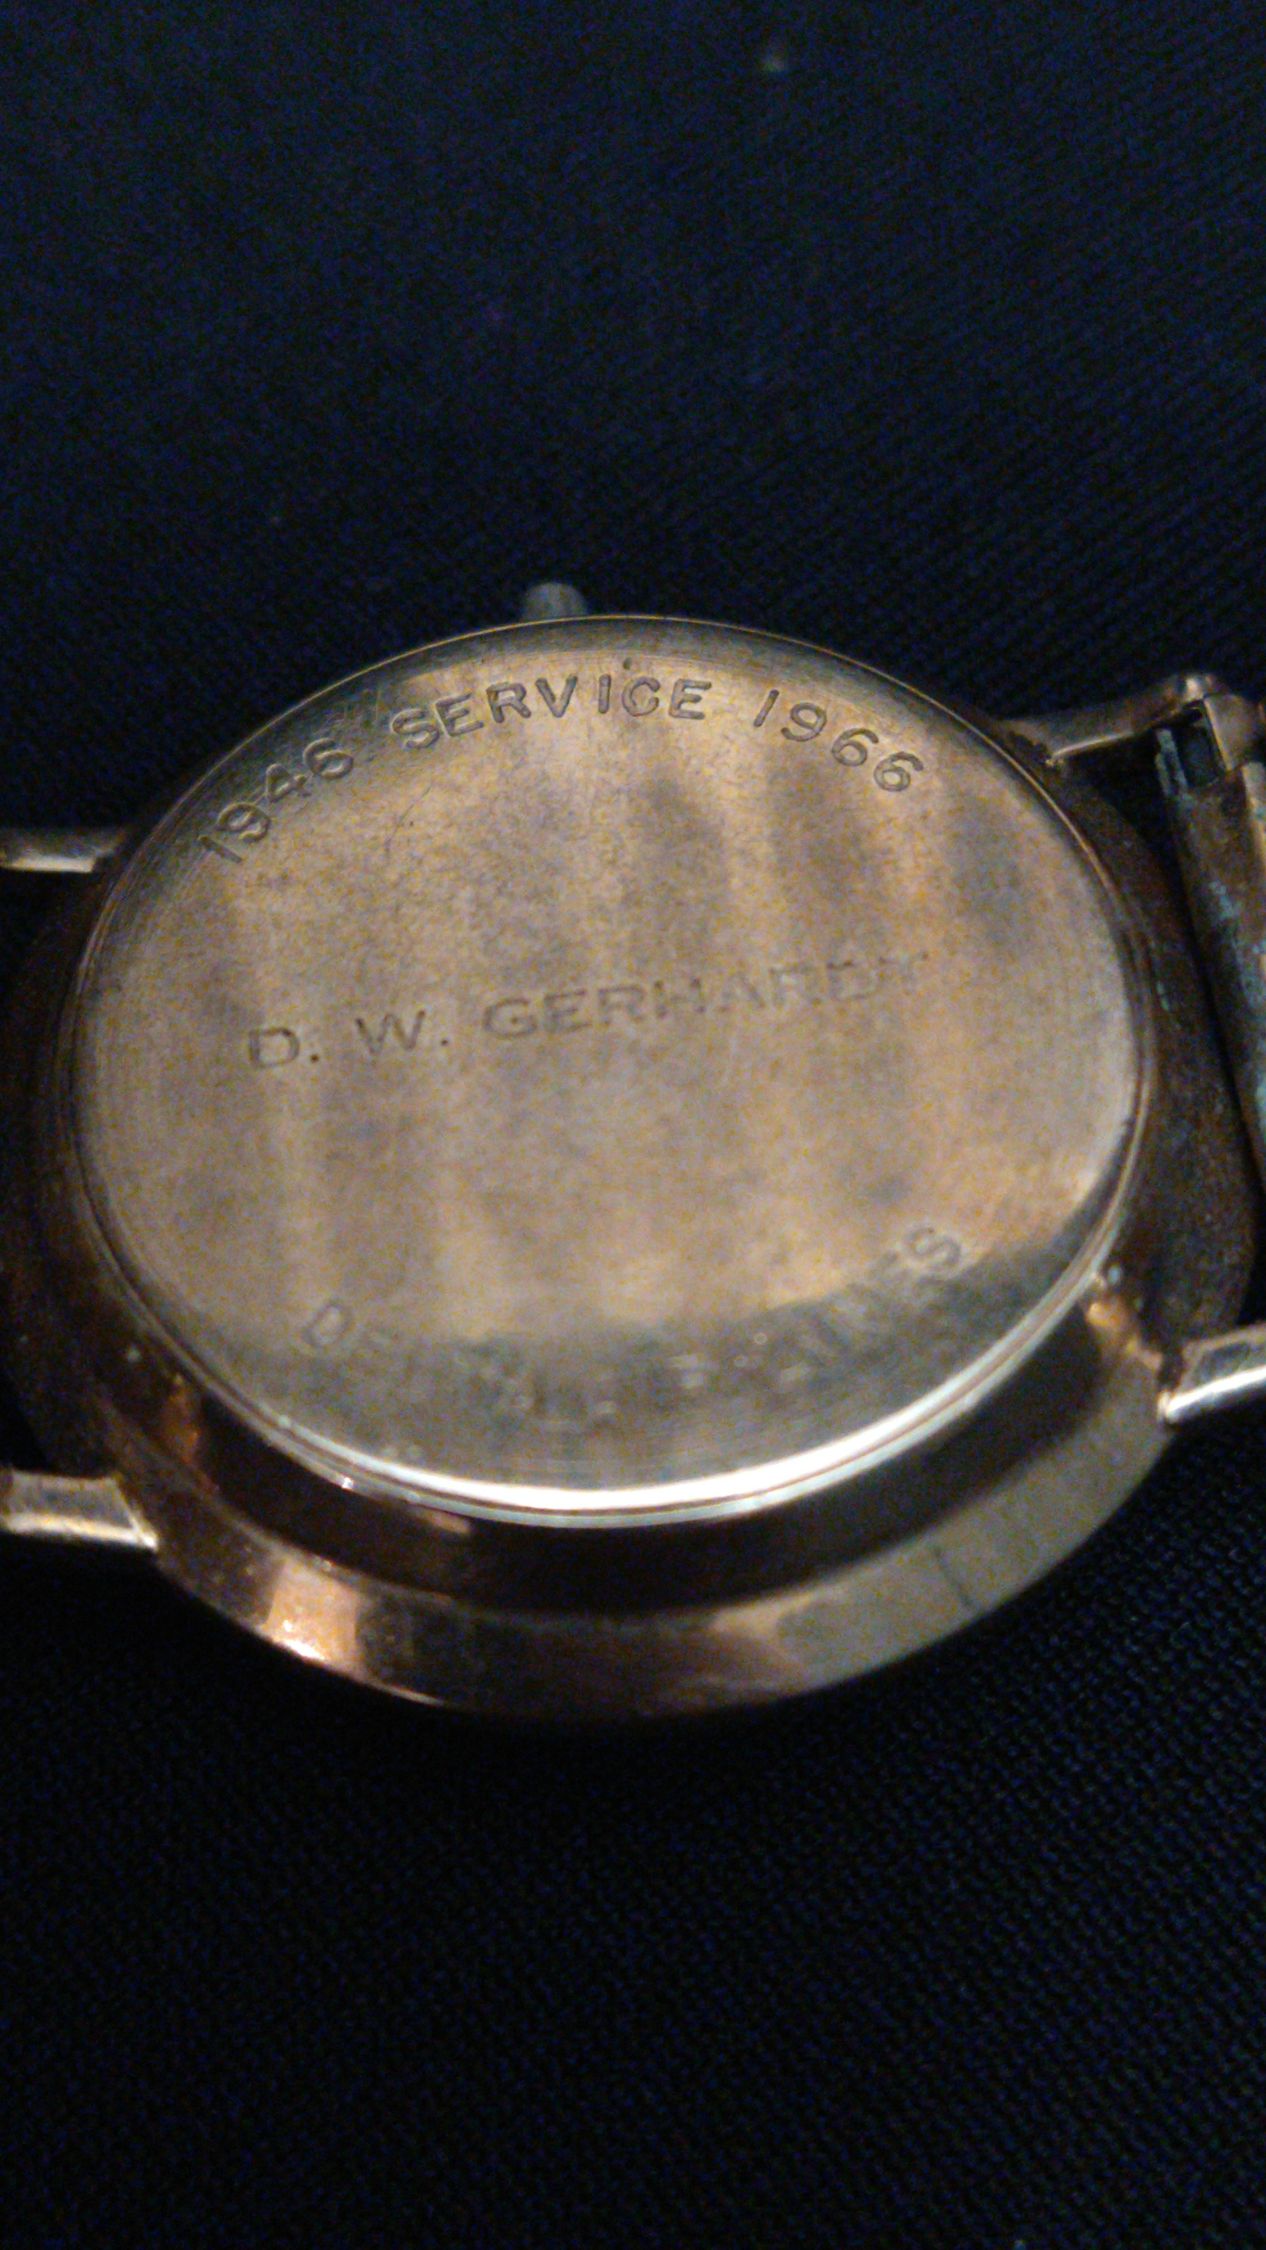 1946 SERVICE 1966
D. W. GERHARDT